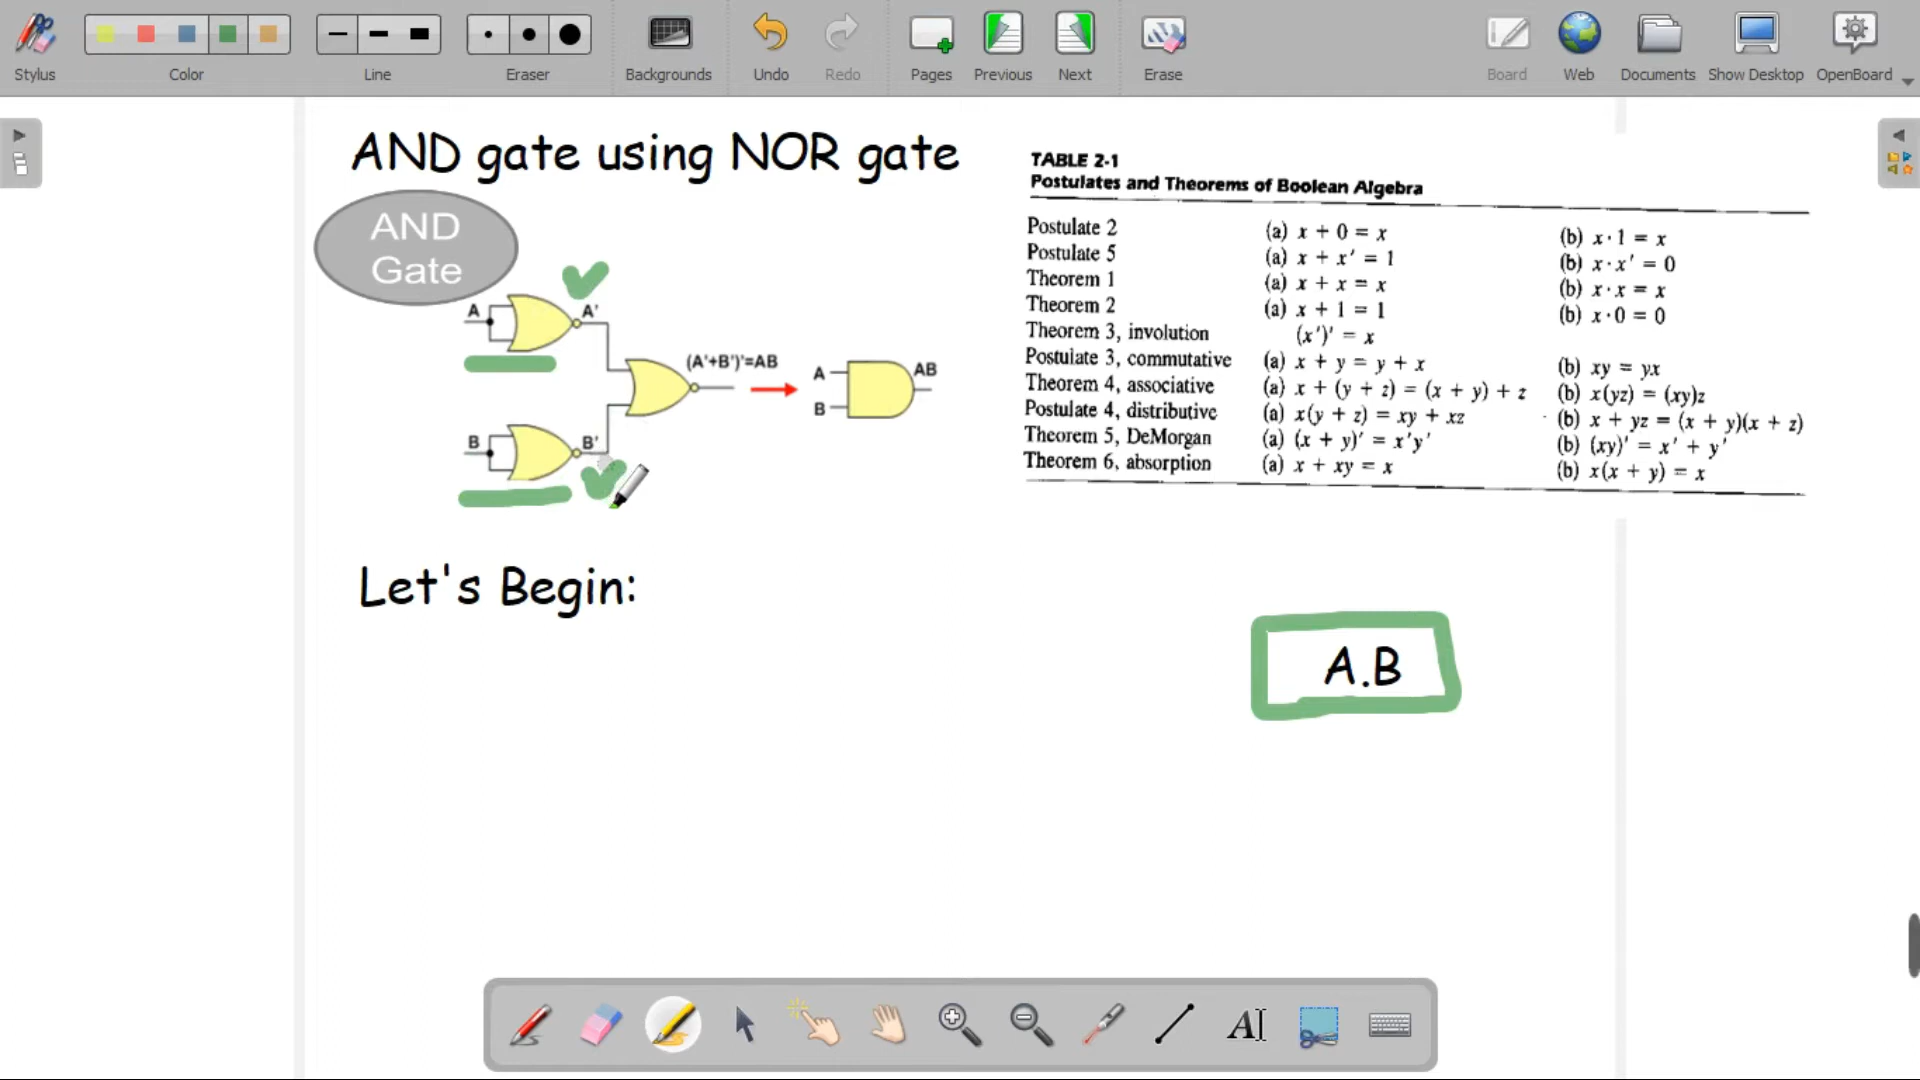 Stylus Color Line Eraser Backgrounds Undo Redo Pages Previous Next Erase Board Web Documents Show Desktop OpenBoard
AND gate using NOR gate
AND
Gate
A A'
(A'+B')'=AB
A AB
B
B B'
TABLE 2-1
Postulates and Theorems of Boolean Algebra
Postulate 2 (a) x + 0 = x (b) x · 1 = x
Postulate 5 (a) x + x' = 1 (b) x · x' = 0
Theorem 1 (a) x + x = x (b) x · x = x
Theorem 2 (a) x + 1 = 1 (b) x · 0 = 0
Theorem 3, involution (x')' = x
Postulate 3, commutative (a) x + y = y + x (b) xy = yx
Theorem 4, associative (a) x + (y + z) = (x + y) + z (b) x(yz) = (xy)z
Postulate 4, distributive (a) x(y + z) = xy + xz (b) x + yz = (x + y)(x + z)
Theorem 5, DeMorgan (a) (x + y)' = x'y' (b) (xy)' = x' + y'
Theorem 6, absorption (a) x + xy = x (b) x(x + y) = x
Let's Begin:
A.B